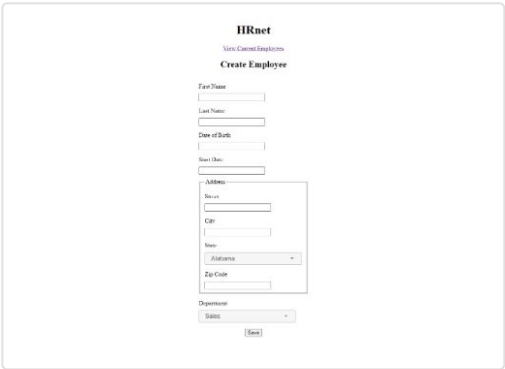 HRnet
View Current Employees
Create Employee
First Name
Last Name
Date of Birth
Start Date
Address
Street
City
State
Alabama
Zip Code
Department
Sales
Save